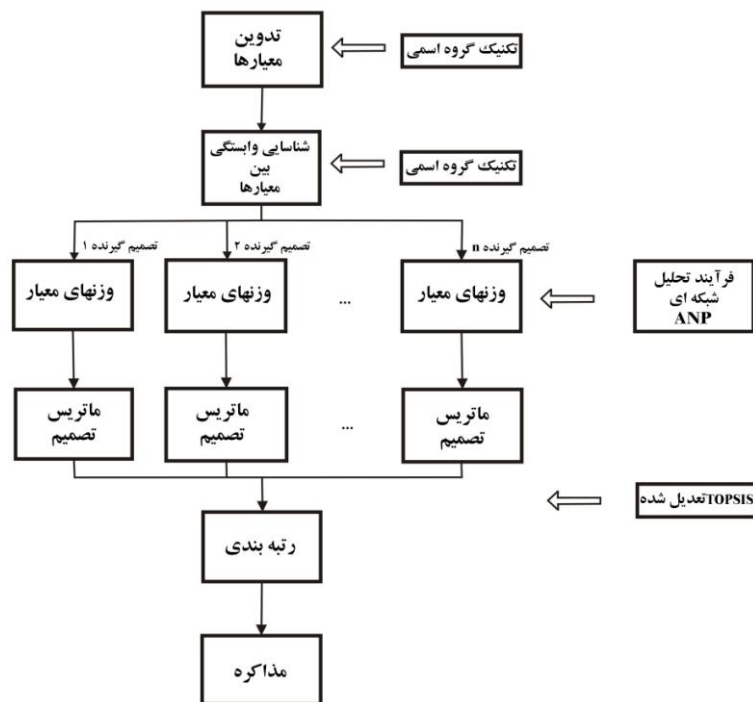 تدوین
معیارها
تکنیک گروه اسمی
شناسایی وابستگی
بین
معیارها
تکنیک گروه اسمی
تصمیم گیرنده ۱
تصمیم گیرنده ۲
تصمیم گیرنده n
وزنهای معیار
وزنهای معیار
...
وزنهای معیار
فرآیند تحلیل
شبکه ای
ANP
ماتریس
تصمیم
ماتریس
تصمیم
...
ماتریس
تصمیم
TOPSISتعدیل شده
رتبه بندی
مذاکره